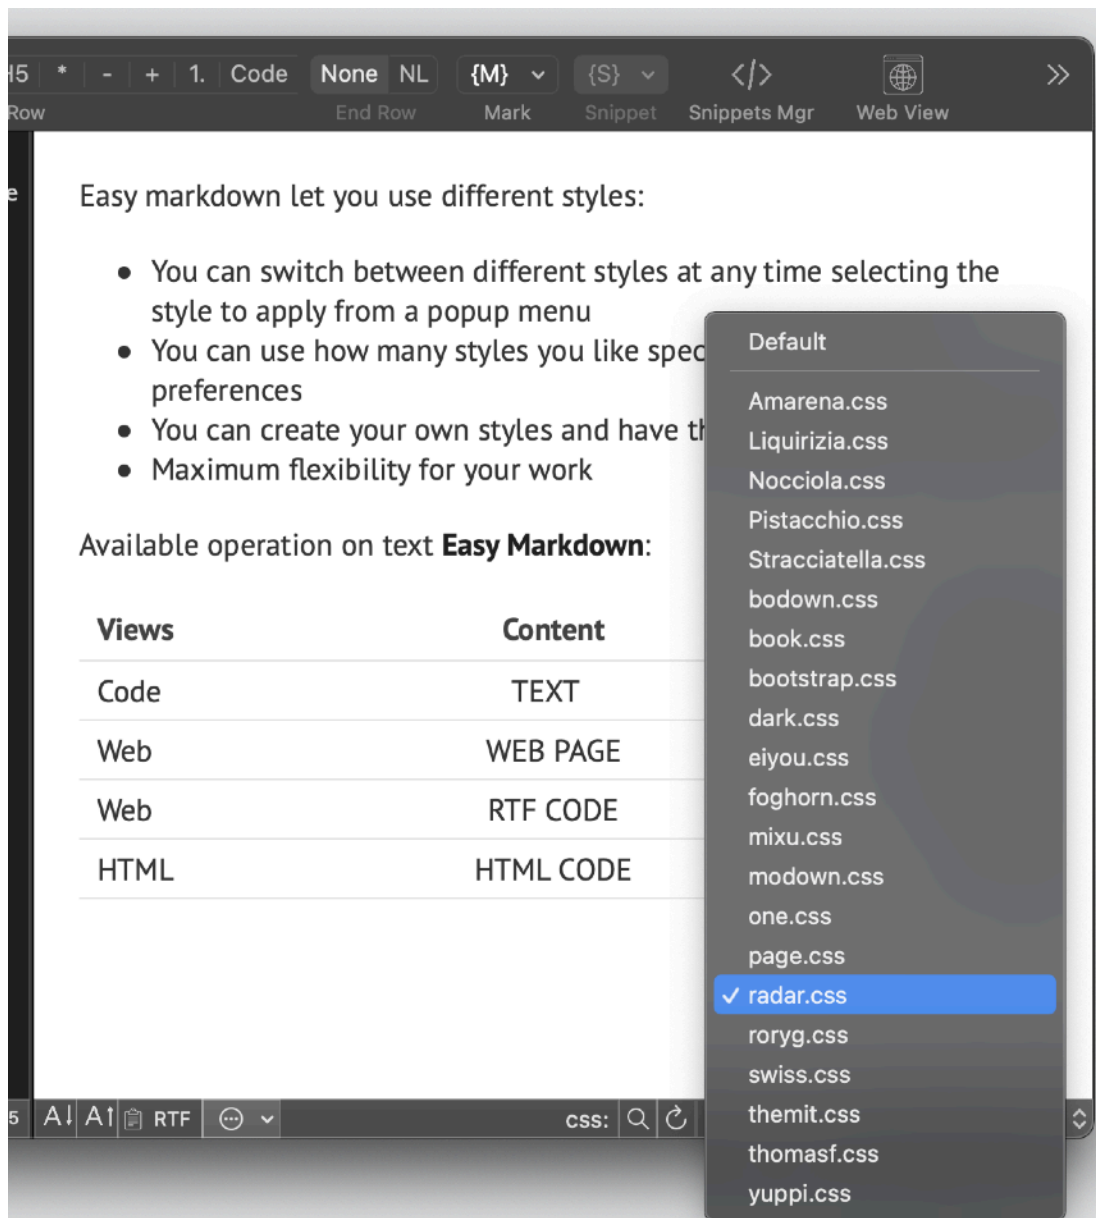 H5 * - + 1. Code None NL {M} {S} </>
Row End Row Mark Snippet Snippets Mgr Web View
e
Easy markdown let you use different styles:
• You can switch between different styles at any time selecting the
style to apply from a popup menu
• You can use how many styles you like spec
preferences
• You can create your own styles and have th
• Maximum flexibility for your work
Available operation on text Easy Markdown:
Views Content
Code TEXT
Web WEB PAGE
Web RTF CODE
HTML HTML CODE
Default
Amarena.css
Liquirizia.css
Nocciola.css
Pistacchio.css
Stracciatella.css
bodown.css
book.css
bootstrap.css
dark.css
eiyou.css
foghorn.css
mixu.css
modown.css
one.css
page.css
✓ radar.css
roryg.css
swiss.css
themit.css
thomasf.css
yuppi.css
5 A↓ A↑ RTF css: